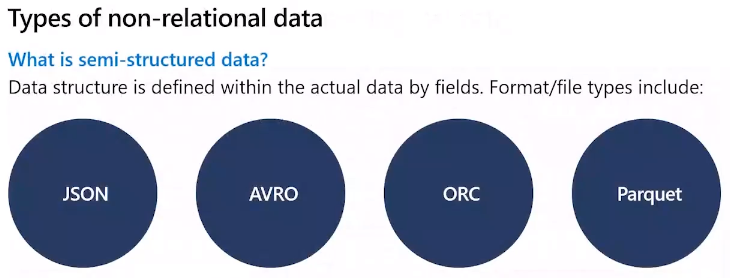 Types of non-relational data
What is semi-structured data?
Data structure is defined within the actual data by fields. Format/file types include:
JSON
AVRO
ORC
Parquet